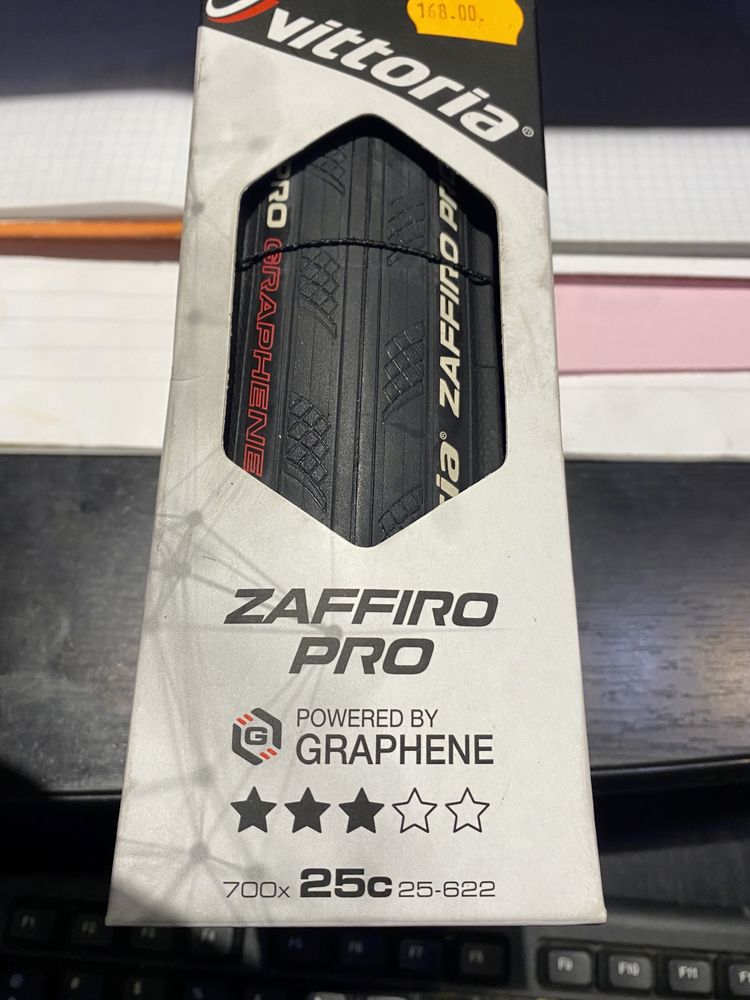 168.00.
vittoria®
PRO GRAPHENE
ZAFFIRO PRO
ia®
ZAFFIRO
PRO
G
POWERED BY
GRAPHENE
700x 25c 25-622
F1
F2
F3
F4
F5
F6
F7
F8
F9
F10
F11